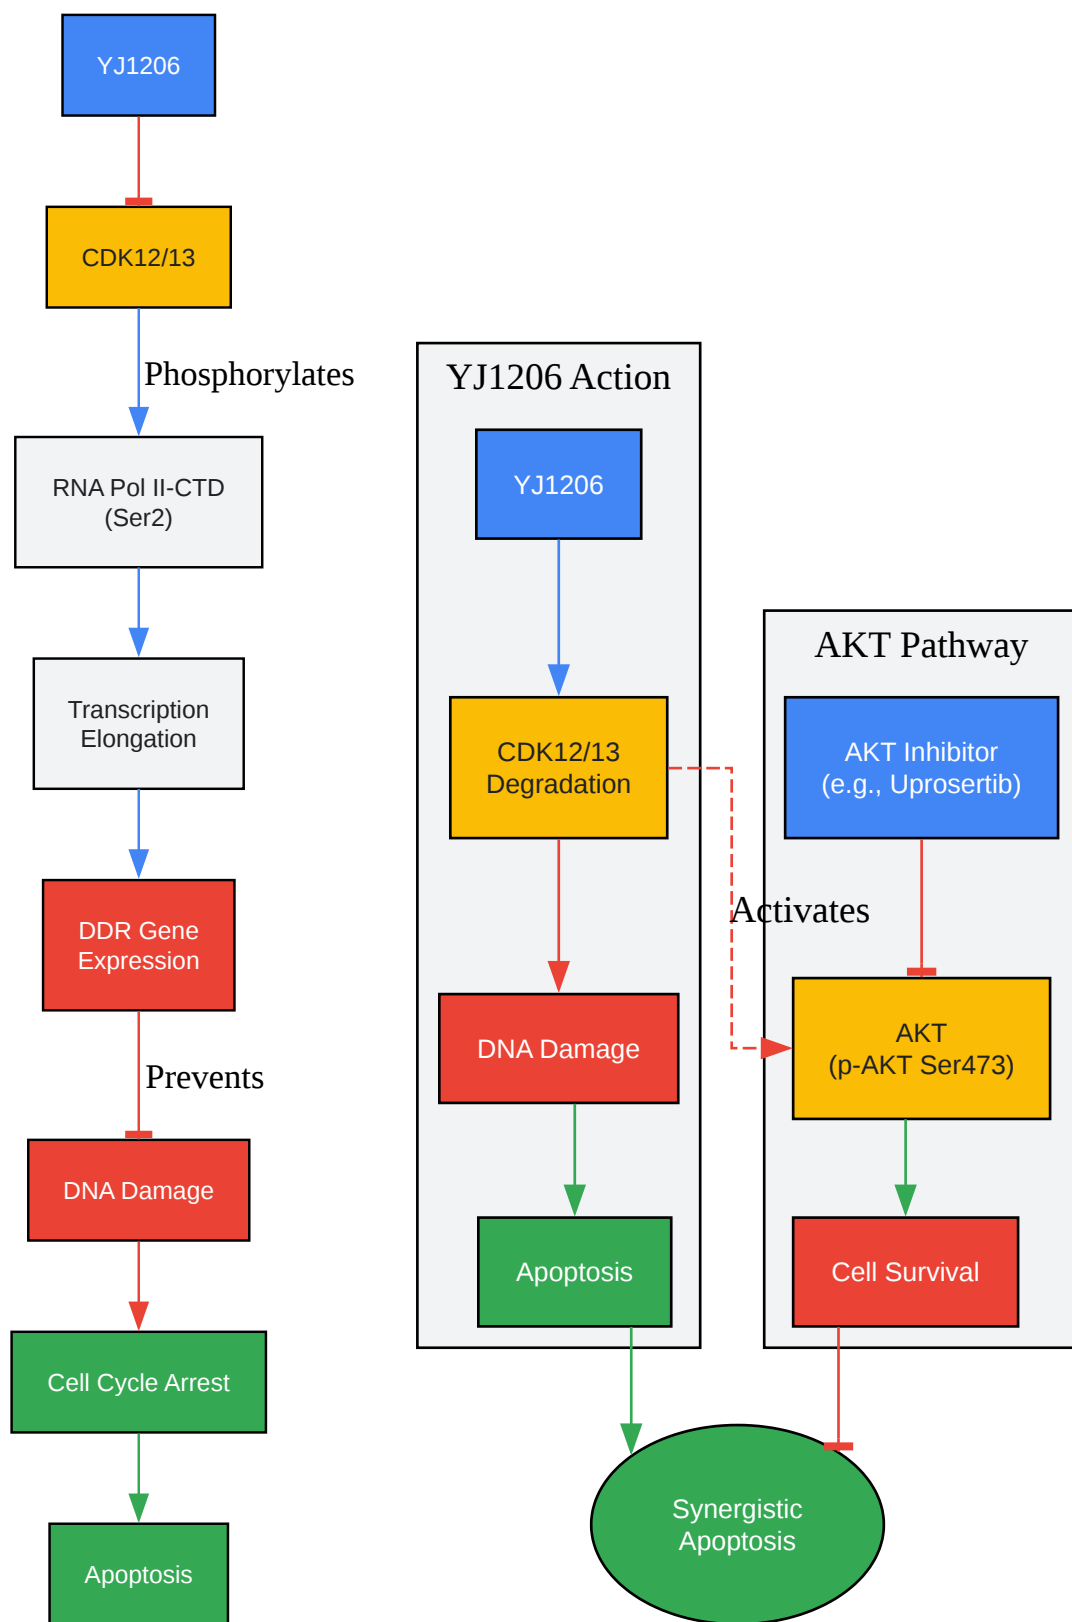 YJ1206
CDK12/13
Phosphorylates
RNA Pol II-CTD
(Ser2)
Transcription
Elongation
DDR Gene
Expression
Prevents
DNA Damage
Cell Cycle Arrest
Apoptosis
YJ1206 Action
YJ1206
CDK12/13
Degradation
DNA Damage
Apoptosis
Activates
AKT Pathway
AKT Inhibitor
(e.g., Uprosertib)
AKT
(p-AKT Ser473)
Cell Survival
Synergistic
Apoptosis